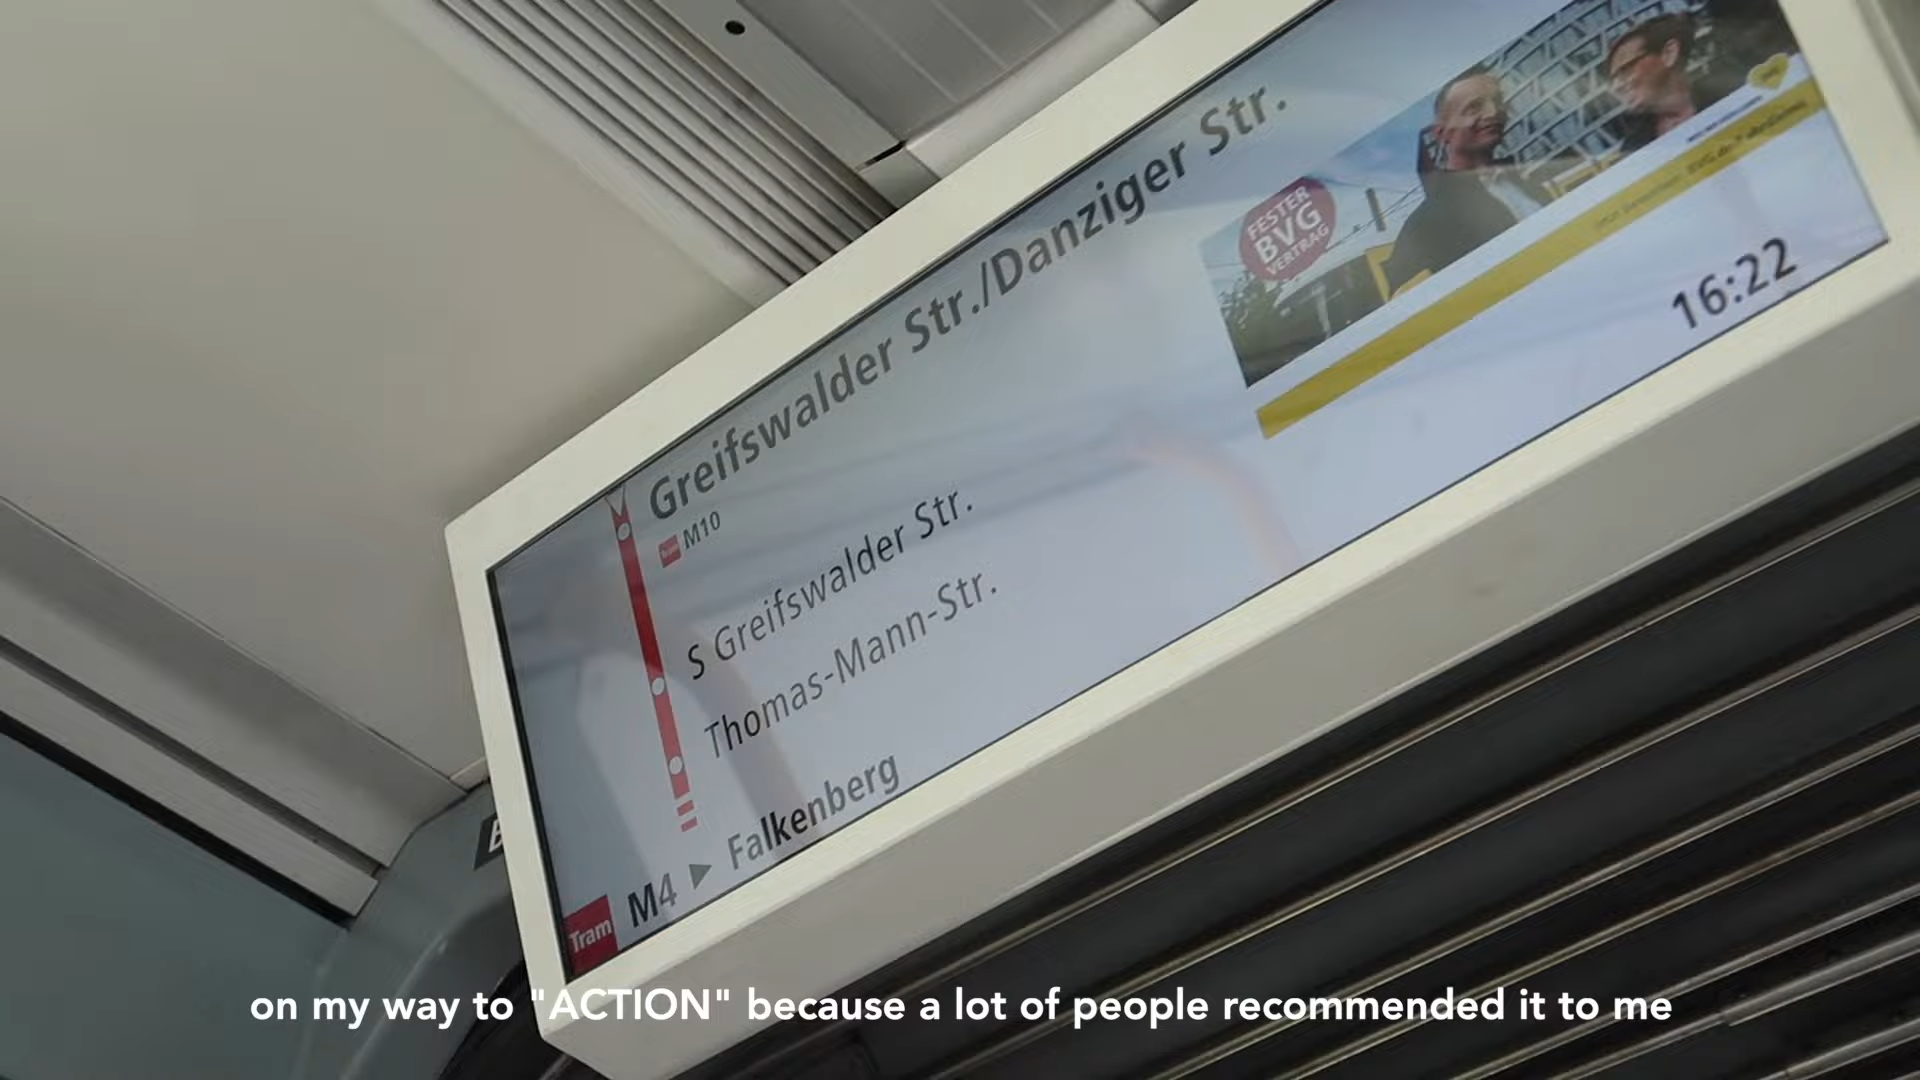 Greifswalder Str./Danziger Str.
Tram M10
S Greifswalder Str.
Thomas-Mann-Str.
Tram M4 ▶ Falkenberg
FESTER
BVG
VERTRAG
16:22
on my way to "ACTION" because a lot of people recommended it to me